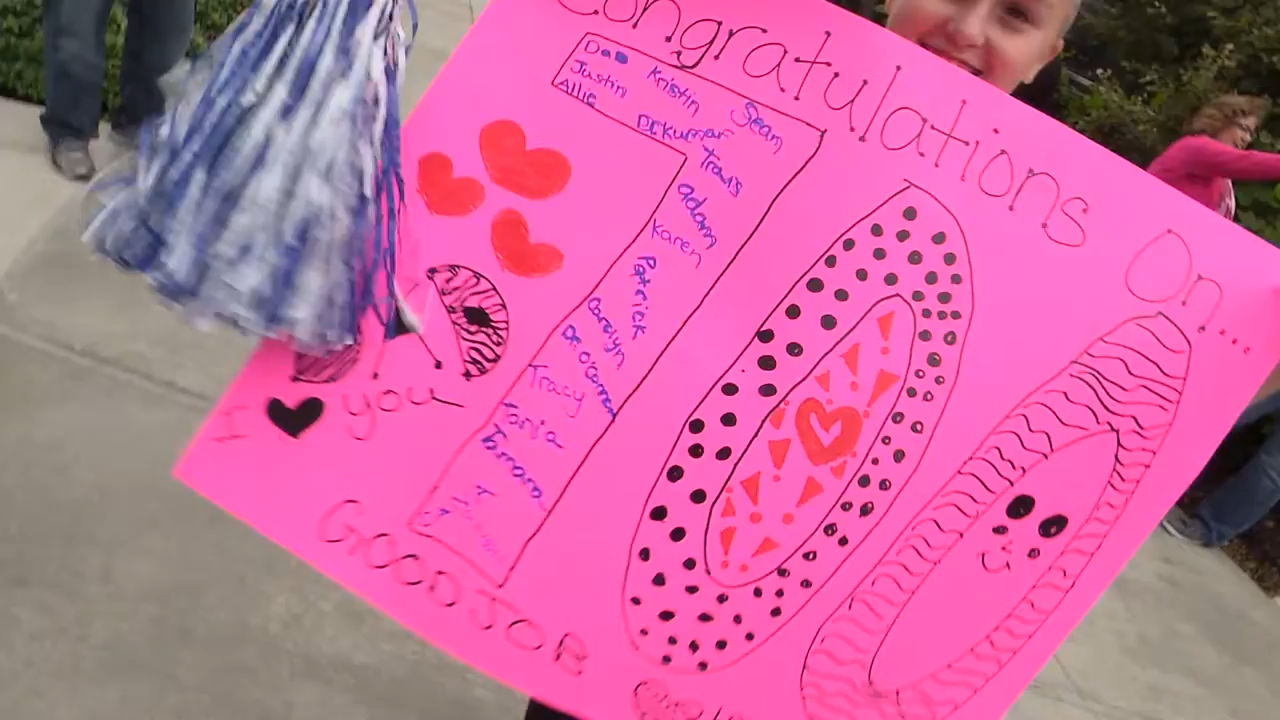 Congratulations On....
700
Dad Kristin Sean
Justin
Allie
Dr.Kumar
Travis
Adam
Karen
Patrick
Carolyn
Dr. O'Connor
Tracy
Tania
Tamara
I ♥ you
GOOD JOB